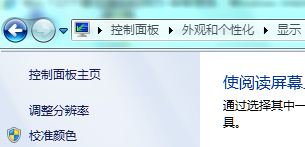 控制面板 ▸ 外观和个性化 ▸ 显示
控制面板主页
使阅读屏幕
调整分辨率
通过选择其中一
具。
校准颜色